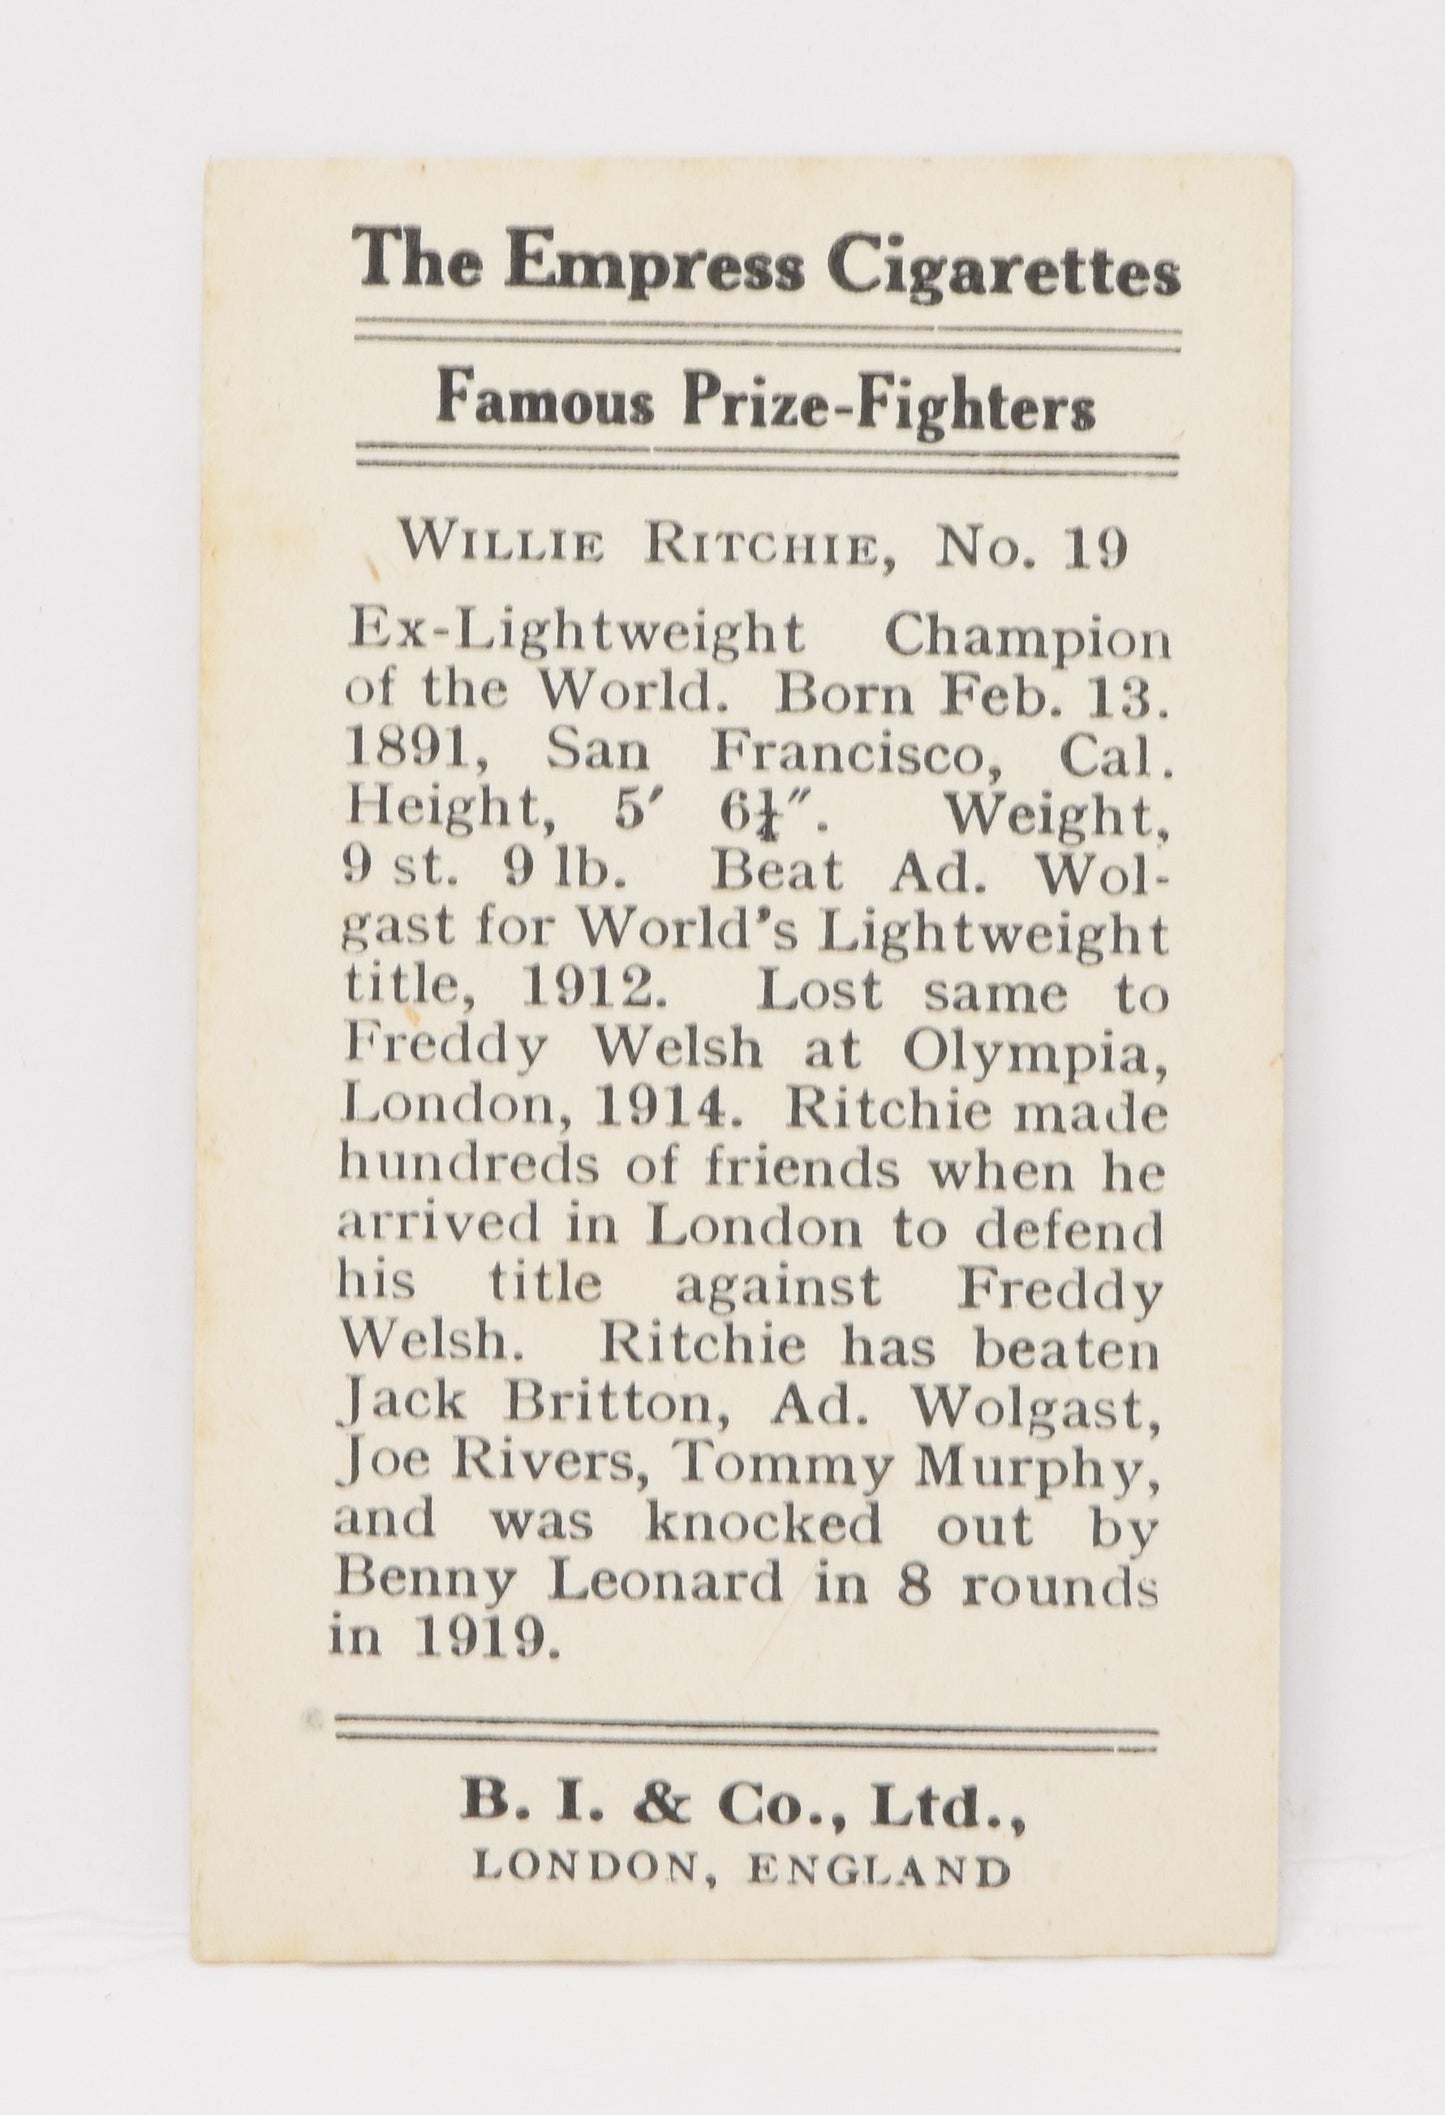 The Empress Cigarettes
Famous Prize-Fighters
WILLIE RITCHIE, No. 19
Ex-Lightweight Champion
of the World. Born Feb. 13.
1891, San Francisco, Cal.
Height, 5′ 6¼″. Weight,
9 st. 9 lb. Beat Ad. Wol-
gast for World's Lightweight
title, 1912. Lost same to
Freddy Welsh at Olympia,
London, 1914. Ritchie made
hundreds of friends when he
arrived in London to defend
his title against Freddy
Welsh. Ritchie has beaten
Jack Britton, Ad. Wolgast,
Joe Rivers, Tommy Murphy,
and was knocked out by
Benny Leonard in 8 rounds
in 1919.
B. I. & Co., Ltd.,
LONDON, ENGLAND